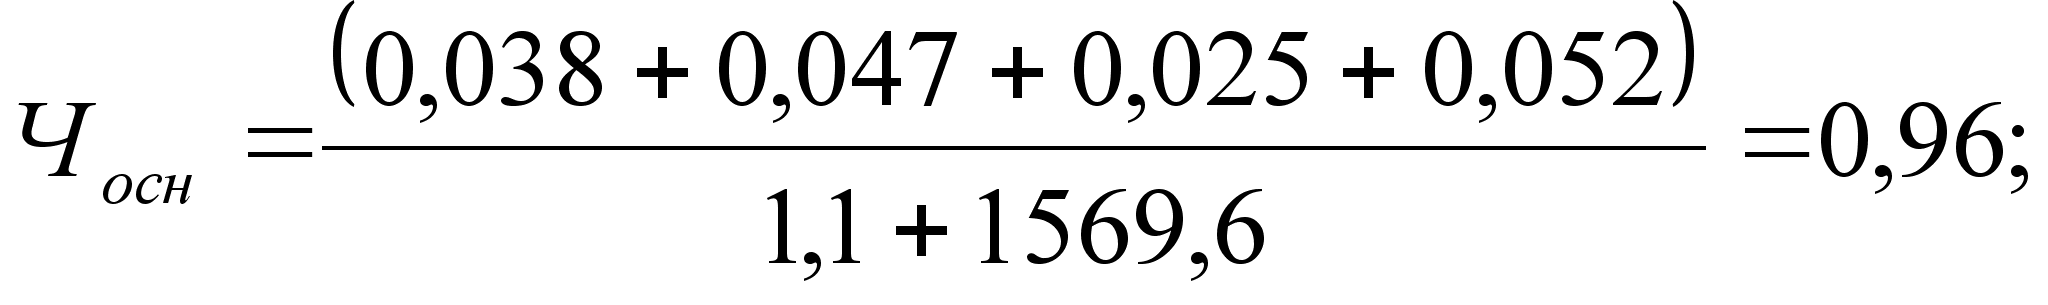 (0,038 + 0,047 + 0,025 + 0,052)
Ч осн = = 0,96;
1,1 + 1569,6